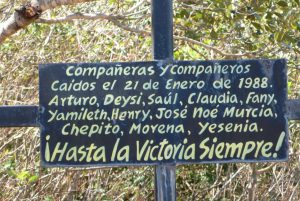 Compañeras y compañeros
Caídos el 21 de Enero de 1988.
Arturo, Deysi, Saúl, Claudia, Fany,
Yamileth, Henry, José Noé Murcia,
Chepito, Morena, Yesenia.
¡Hasta la Victoria Siempre!